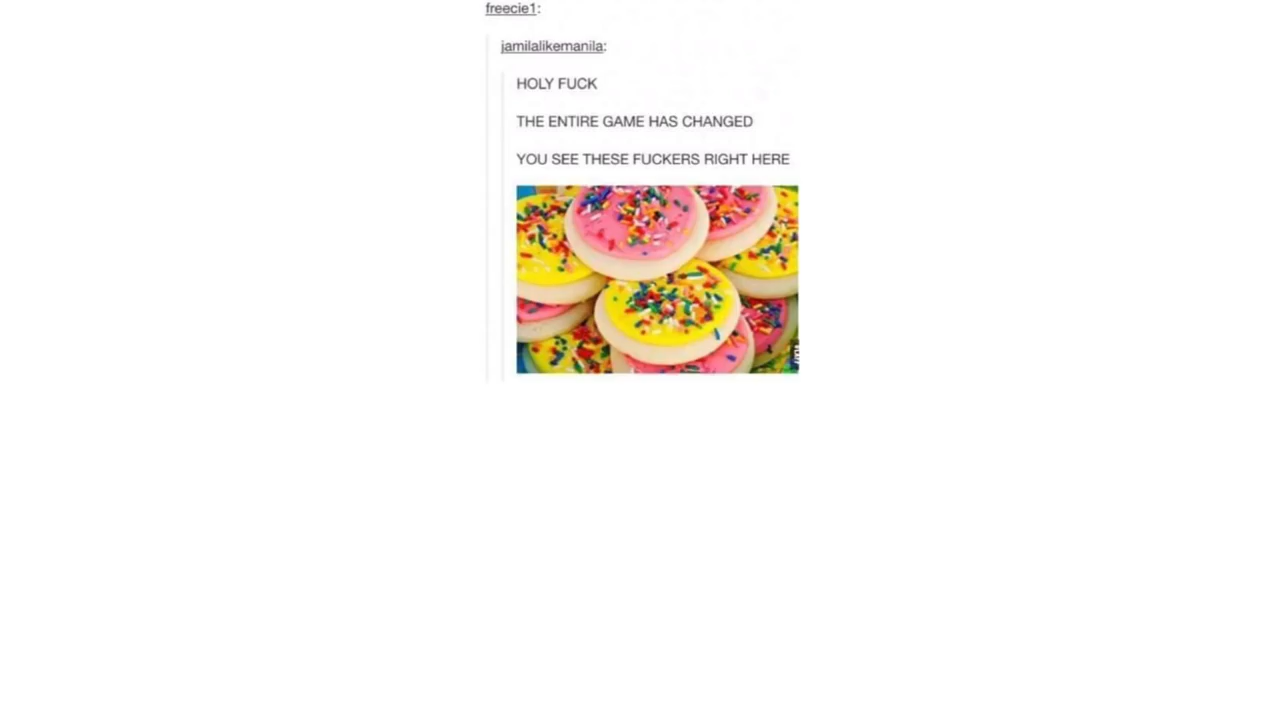 freecie1:
jamilalikemanila:
HOLY FUCK
THE ENTIRE GAME HAS CHANGED
YOU SEE THESE FUCKERS RIGHT HERE